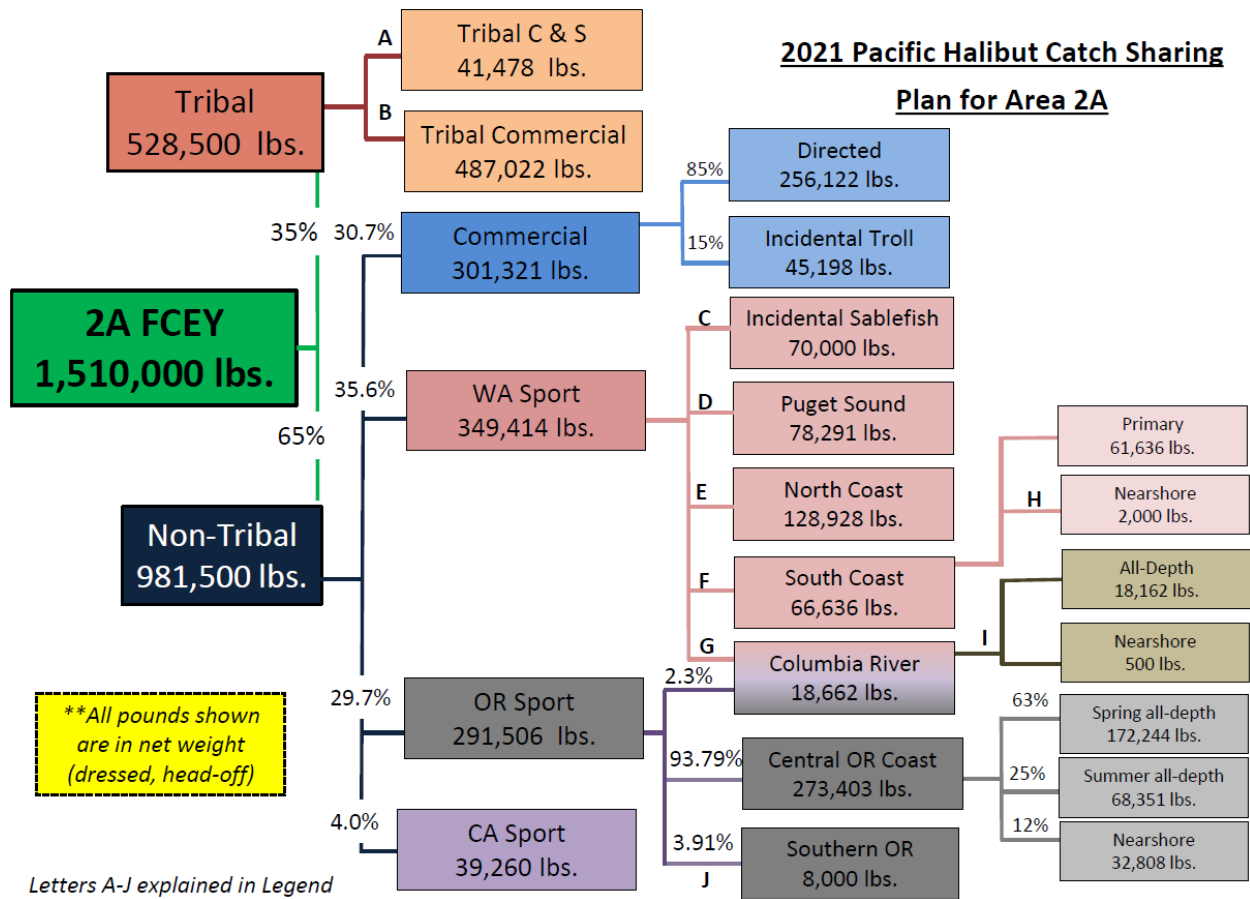 2021 Pacific Halibut Catch Sharing
Plan for Area 2A
2A FCEY
1,510,000 lbs.
35%
65%
Tribal
528,500 lbs.
A
Tribal C & S
41,478 lbs.
B
Tribal Commercial
487,022 lbs.
Non-Tribal
981,500 lbs.
30.7%
Commercial
301,321 lbs.
85%
Directed
256,122 lbs.
15%
Incidental Troll
45,198 lbs.
35.6%
WA Sport
349,414 lbs.
C
Incidental Sablefish
70,000 lbs.
D
Puget Sound
78,291 lbs.
E
North Coast
128,928 lbs.
F
South Coast
66,636 lbs.
Primary
61,636 lbs.
H
Nearshore
2,000 lbs.
G
Columbia River
18,662 lbs.
I
All-Depth
18,162 lbs.
Nearshore
500 lbs.
29.7%
OR Sport
291,506 lbs.
2.3%
93.79%
Central OR Coast
273,403 lbs.
63%
Spring all-depth
172,244 lbs.
25%
Summer all-depth
68,351 lbs.
12%
Nearshore
32,808 lbs.
3.91%
J
Southern OR
8,000 lbs.
4.0%
CA Sport
39,260 lbs.
**All pounds shown
are in net weight
(dressed, head-off)
Letters A-J explained in Legend